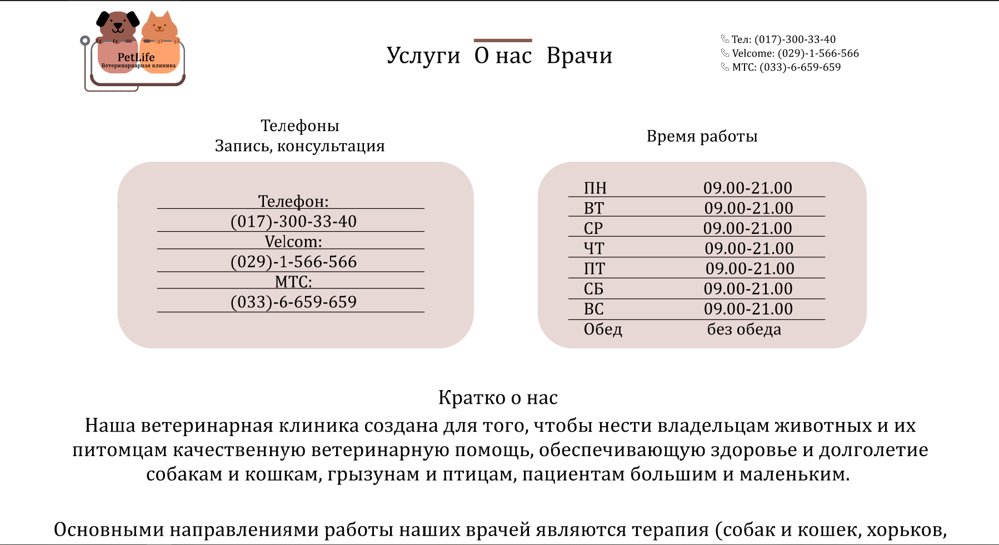 PetLife
Ветеринарнарная клиника
Услуги О нас Врачи
Тел: (017)-300-33-40
Velcome: (029)-1-566-566
МТС: (033)-6-659-659
Телефоны
Запись, консультация
Телефон:
(017)-300-33-40
Velcom:
(029)-1-566-566
МТС:
(033)-6-659-659
Время работы
ПН 09.00-21.00
ВТ 09.00-21.00
СР 09.00-21.00
ЧТ 09.00-21.00
ПТ 09.00-21.00
СБ 09.00-21.00
ВС 09.00-21.00
Обед без обеда
Кратко о нас
Наша ветеринарная клиника создана для того, чтобы нести владельцам животных и их
питомцам качественную ветеринарную помощь, обеспечивающую здоровье и долголетие
собакам и кошкам, грызунам и птицам, пациентам большим и маленьким.
Основными направлениями работы наших врачей являются терапия (собак и кошек, хорьков,